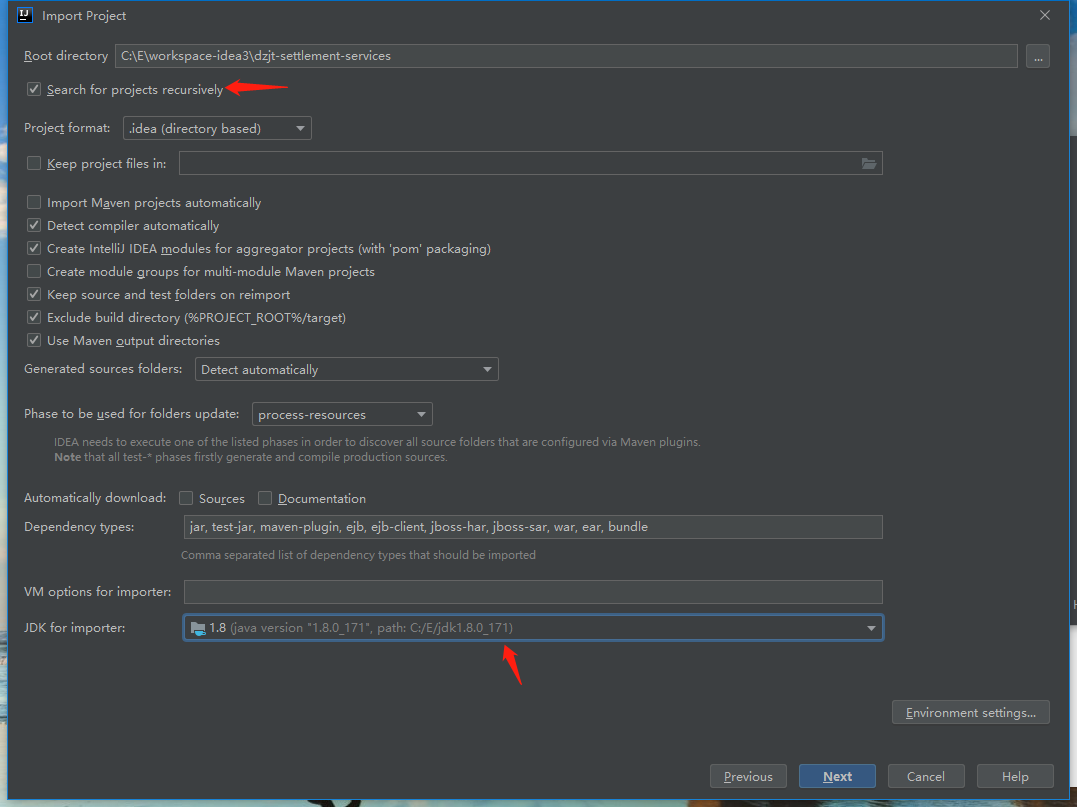 IJ Import Project
Root directory C:\E\workspace-idea3\dzjt-settlement-services ...
Search for projects recursively
Project format: .idea (directory based)
Keep project files in:
Import Maven projects automatically
Detect compiler automatically
Create IntelliJ IDEA modules for aggregator projects (with 'pom' packaging)
Create module groups for multi-module Maven projects
Keep source and test folders on reimport
Exclude build directory (%PROJECT_ROOT%/target)
Use Maven output directories
Generated sources folders: Detect automatically
Phase to be used for folders update: process-resources
IDEA needs to execute one of the listed phases in order to discover all source folders that are configured via Maven plugins.
Note that all test-* phases firstly generate and compile production sources.
Automatically download: Sources Documentation
Dependency types: jar, test-jar, maven-plugin, ejb, ejb-client, jboss-har, jboss-sar, war, ear, bundle
Comma separated list of dependency types that should be imported
VM options for importer:
JDK for importer: 1.8 (java version "1.8.0_171", path: C:/E/jdk1.8.0_171)
Environment settings...
Previous Next Cancel Help